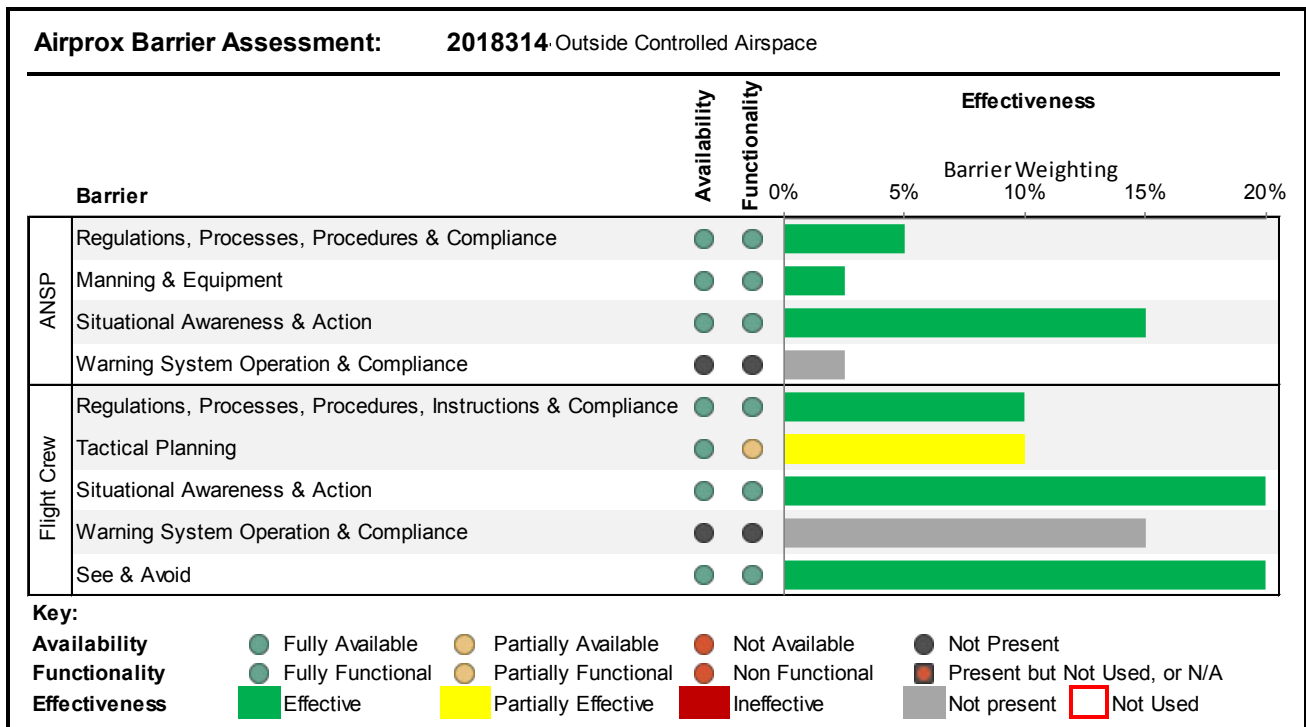 Airprox Barrier Assessment: 2018314 Outside Controlled Airspace
Availability
Functionality
Effectiveness
Barrier Weighting
Barrier
0% 5% 10% 15% 20%
ANSP
Regulations, Processes, Procedures & Compliance
Manning & Equipment
Situational Awareness & Action
Warning System Operation & Compliance
Flight Crew
Regulations, Processes, Procedures, Instructions & Compliance
Tactical Planning
Situational Awareness & Action
Warning System Operation & Compliance
See & Avoid
Key:
Availability Fully Available Partially Available Not Available Not Present
Functionality Fully Functional Partially Functional Non Functional Present but Not Used, or N/A
Effectiveness Effective Partially Effective Ineffective Not present Not Used